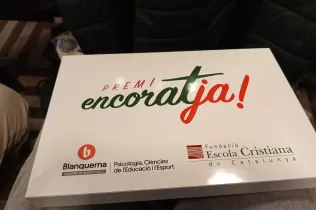 PREMI
encoratja!
Blanquerna
Psicologia, Ciències
de l'Educació i l'Esport
Fundació
Escola Cristiana
de Catalunya